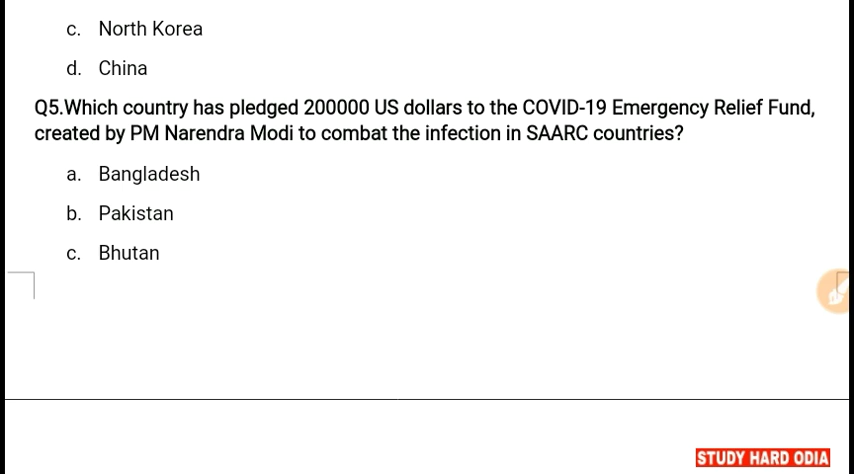 c. North Korea
d. China
Q5.Which country has pledged 200000 US dollars to the COVID-19 Emergency Relief Fund,
created by PM Narendra Modi to combat the infection in SAARC countries?
a. Bangladesh
b. Pakistan
c. Bhutan
STUDY HARD ODIA